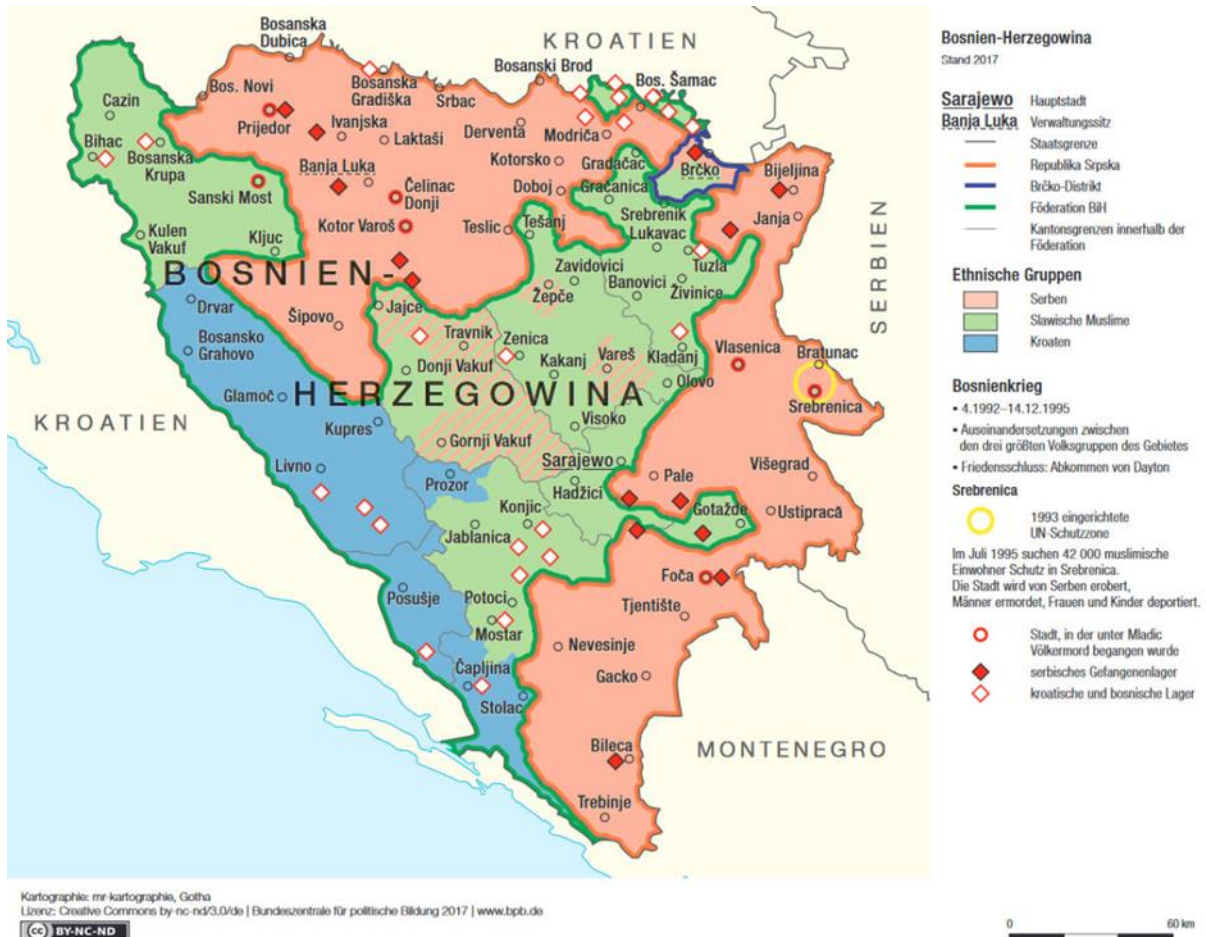 Bosanska
Dubica
KROATIEN
Bosanski Brod
Bos. Šamac
Bos. Novi
Bosanska
Gradiška
Srbac
Cazin
Prijedor
Ivanjska
Laktaši
Derventa
Modriča
Bihac
Bosanska
Krupa
Banja Luka
Kotorsko
Gradačac
Brčko
Bijeljina
Sanski Most
Čelinac
Donji
Doboj
Gračanica
Janja
Kotor Varoš
Teslic
Tešanj
Srebrenik
Lukavac
Kulen
Vakuf
Kljuc
Tuzla
SERBIEN
BOSNIEN-
Zavidovici
Banovici
Živinice
Žepče
Drvar
Šipovo
Jajce
Travnik
Zenica
Vareš
Kladanj
Vlasenica
Bratunac
Bosansko
Grahovo
Donji Vakuf
Kakanj
Olovo
Glamoč
HERZEGOWINA
Srebrenica
KROATIEN
Kupres
Visoko
Gornji Vakuf
Livno
Sarajewo
Prozor
Hadžici
Pale
Višegrad
Konjic
Gotažde
Ustipracă
Jablanica
Foča
Posušje
Potoci
Tjentište
Mostar
Nevesinje
Čapljina
Gacko
Stolac
Bileca
MONTENEGRO
Trebinje
Bosnien-Herzegowina
Stand 2017
Sarajewo Hauptstadt
Banja Luka Verwaltungssitz
Staatsgrenze
Republika Srpska
Brčko-Distrikt
Föderation BiH
Kantonsgrenzen innerhalb der
Föderation
Ethnische Gruppen
Serben
Slawische Muslime
Kroaten
Bosnienkrieg
• 4.1992–14.12.1995
• Auseinandersetzungen zwischen
den drei größten Volksgruppen des Gebietes
• Friedensschluss: Abkommen von Dayton
Srebrenica
1993 eingerichtete
UN-Schutzzone
Im Juli 1995 suchen 42 000 muslimische
Einwohner Schutz in Srebrenica.
Die Stadt wird von Serben erobert,
Männer ermordet, Frauen und Kinder deportiert.
Stadt, in der unter Mladic
Völkermord begangen wurde
serbisches Gefangenenlager
kroatische und bosnische Lager
Kartographie: mr-kartographie, Gotha
Lizenz: Creative Commons by-nc-nd/3.0/de | Bundeszentrale für politische Bildung 2017 | www.bpb.de
cc BY-NC-ND
0 60 km